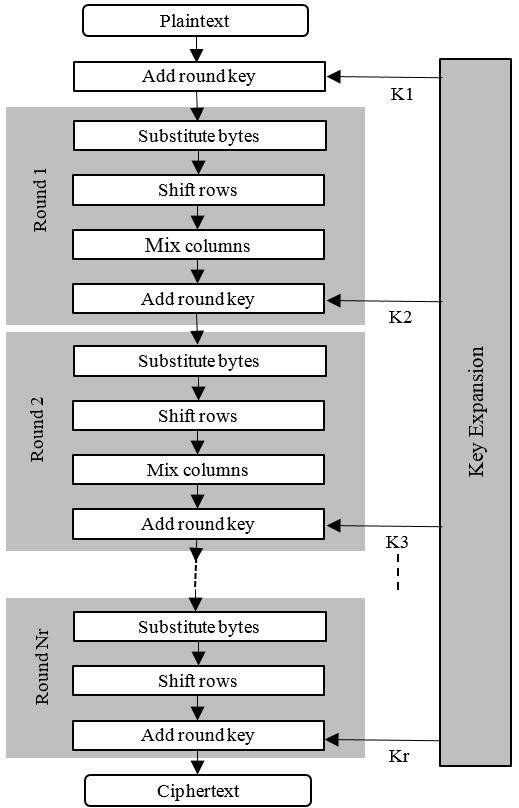 Plaintext
Add round key
K1
Round 1
Substitute bytes
Shift rows
Mix columns
Add round key
K2
Round 2
Substitute bytes
Shift rows
Mix columns
Add round key
K3
Key Expansion
Round Nr
Substitute bytes
Shift rows
Add round key
Kr
Ciphertext